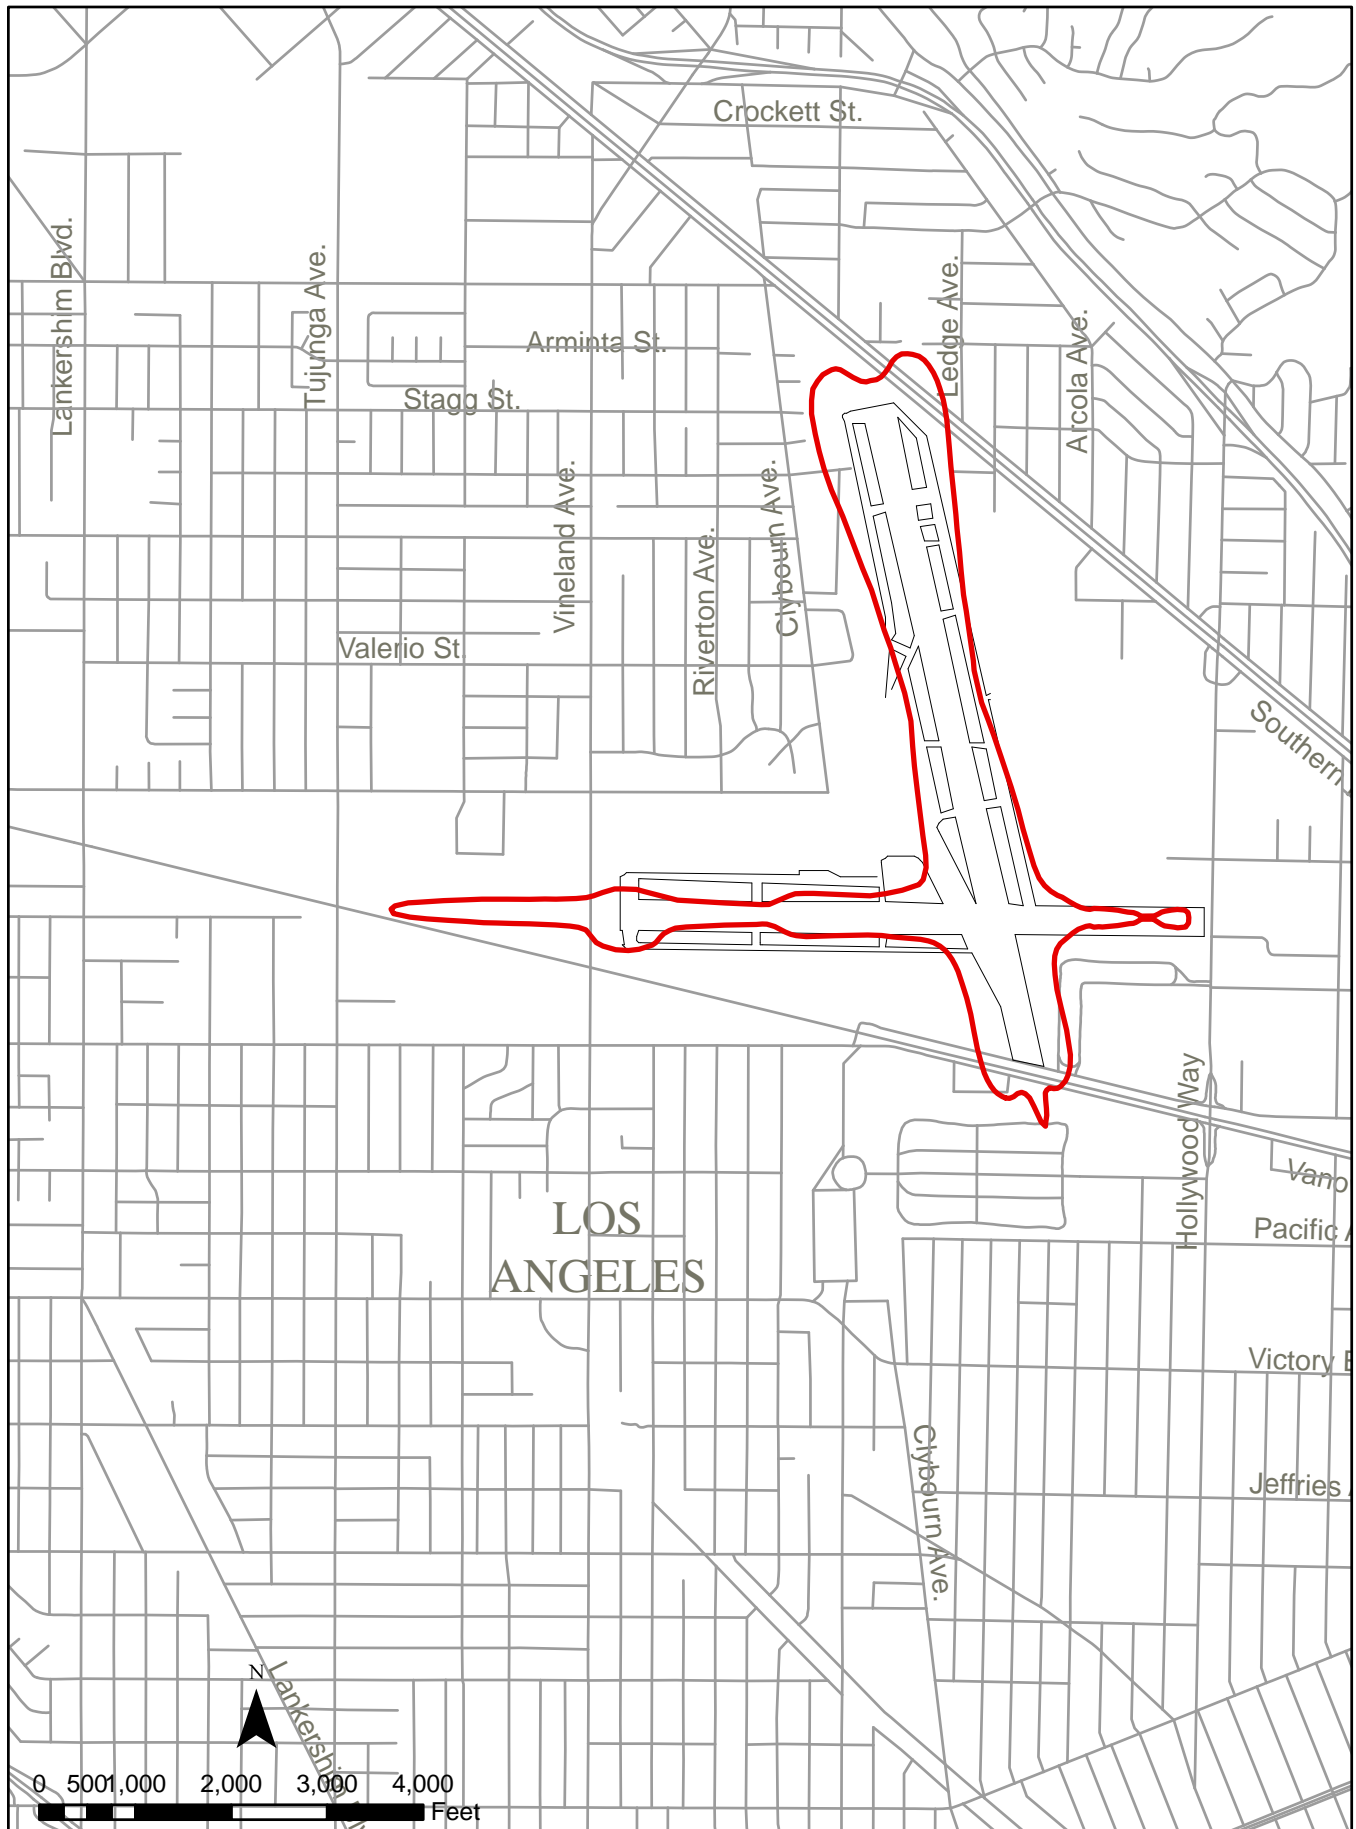 Crockett St.
Lankershim Blvd.
Tujunga Ave.
Ledge Ave.
Arminta St.
Arcola Ave.
Stagg St.
Vineland Ave.
Clybourn Ave.
Riverton Ave.
Valerio St.
Southern
Hollywood Way
Vano
Pacific A
LOS
ANGELES
Victory B
Clybourn Ave.
Jeffries A
N
Lankershim
0 500 1,000 2,000 3,000 4,000
Feet